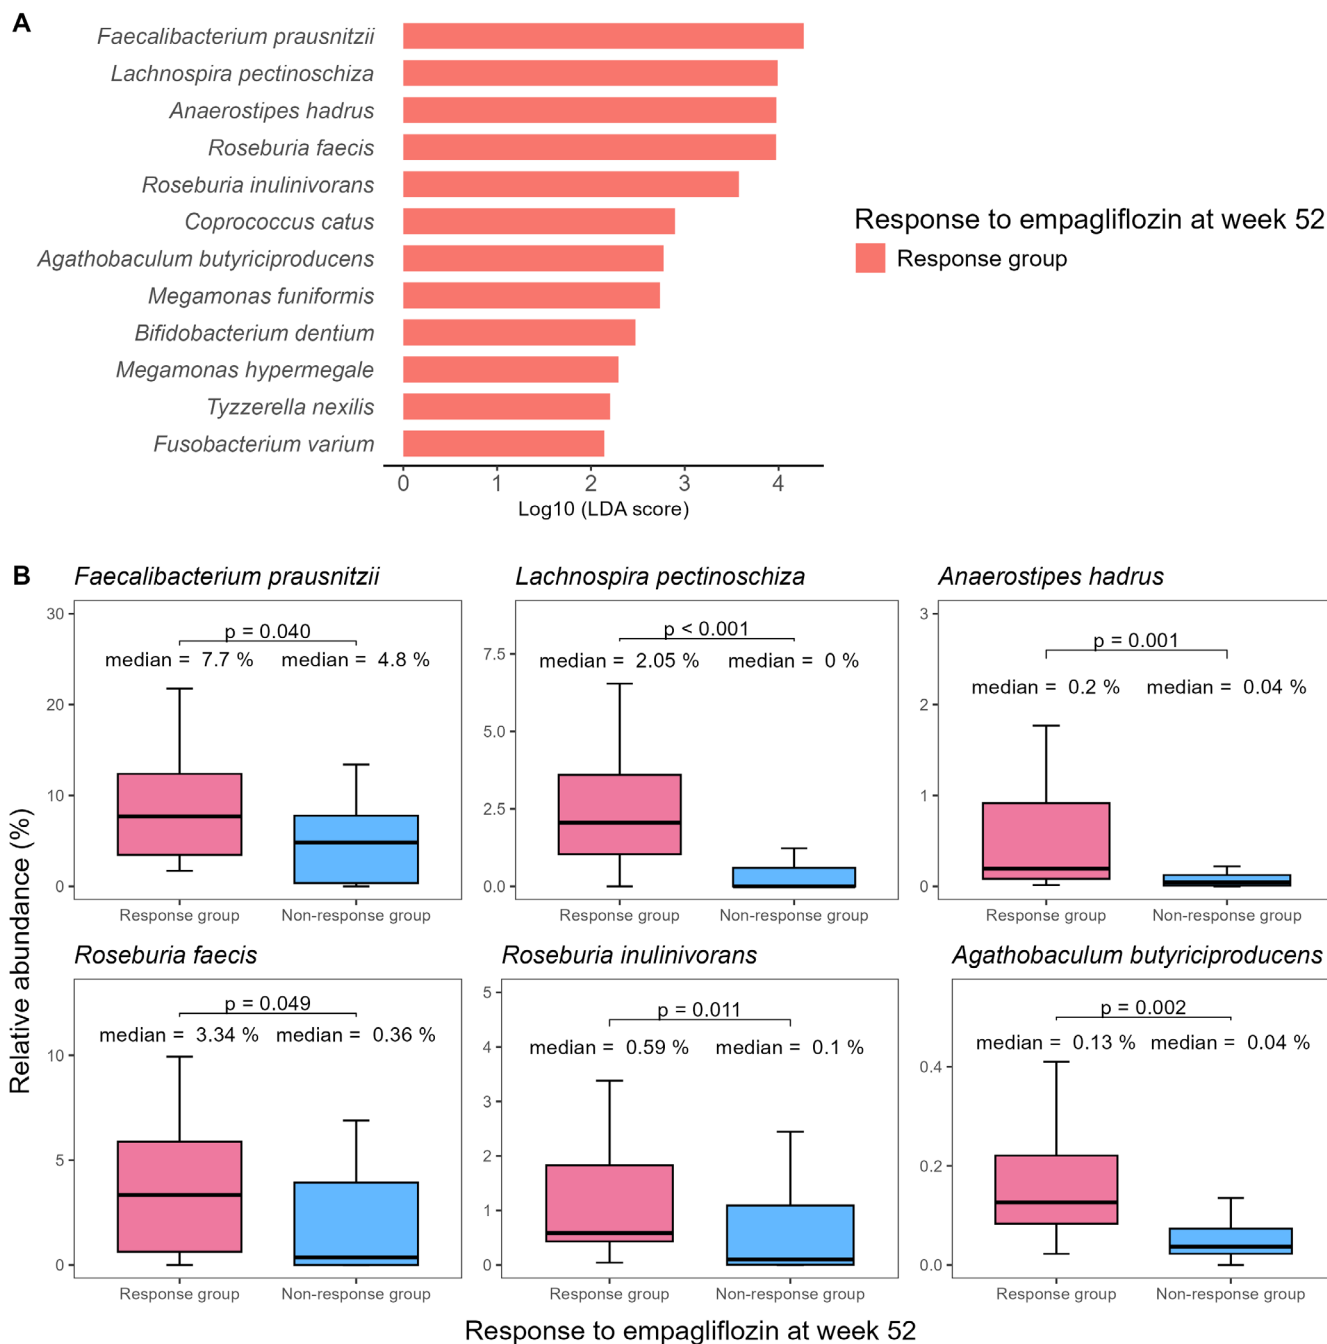 A
Faecalibacterium prausnitzii
Lachnospira pectinoschiza
Anaerostipes hadrus
Roseburia faecis
Roseburia inulinivorans
Coprococcus catus
Agathobaculum butyriciproducens
Megamonas funiformis
Bifidobacterium dentium
Megamonas hypermegale
Tyzzerella nexilis
Fusobacterium varium
0 1 2 3 4
Log10 (LDA score)
Response to empagliflozin at week 52
Response group
B
Relative abundance (%)
Faecalibacterium prausnitzii
30
20
10
0
p = 0.040
median = 7.7 % median = 4.8 %
Response group Non-response group
Lachnospira pectinoschiza
7.5
5.0
2.5
0.0
p < 0.001
median = 2.05 % median = 0 %
Response group Non-response group
Anaerostipes hadrus
3
2
1
0
p = 0.001
median = 0.2 % median = 0.04 %
Response group Non-response group
Roseburia faecis
10
5
0
p = 0.049
median = 3.34 % median = 0.36 %
Response group Non-response group
Roseburia inulinivorans
5
4
3
2
1
0
p = 0.011
median = 0.59 % median = 0.1 %
Response group Non-response group
Agathobaculum butyriciproducens
0.4
0.2
0.0
p = 0.002
median = 0.13 % median = 0.04 %
Response group Non-response group
Response to empagliflozin at week 52